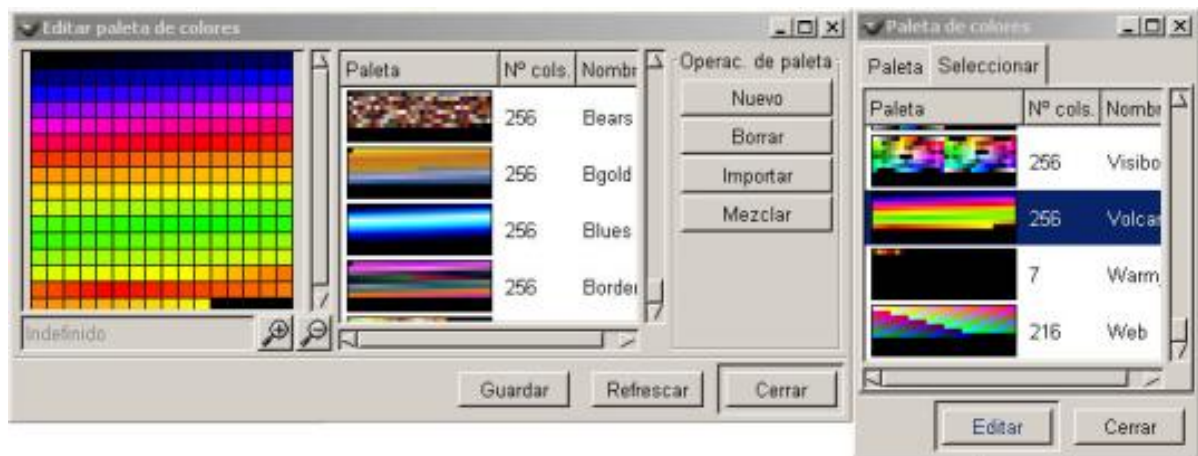 Editar paleta de colores
Paleta Nº cols. Nombr
256 Bears
256 Bgold
256 Blues
256 Border
Indefinido
Operac. de paleta
Nuevo
Borrar
Importar
Mezclar
Guardar Refrescar Cerrar
Paleta de colores
Paleta Seleccionar
Paleta Nº cols. Nombr
256 Visibo
256 Volcan
7 Warm_
216 Web
Editar Cerrar